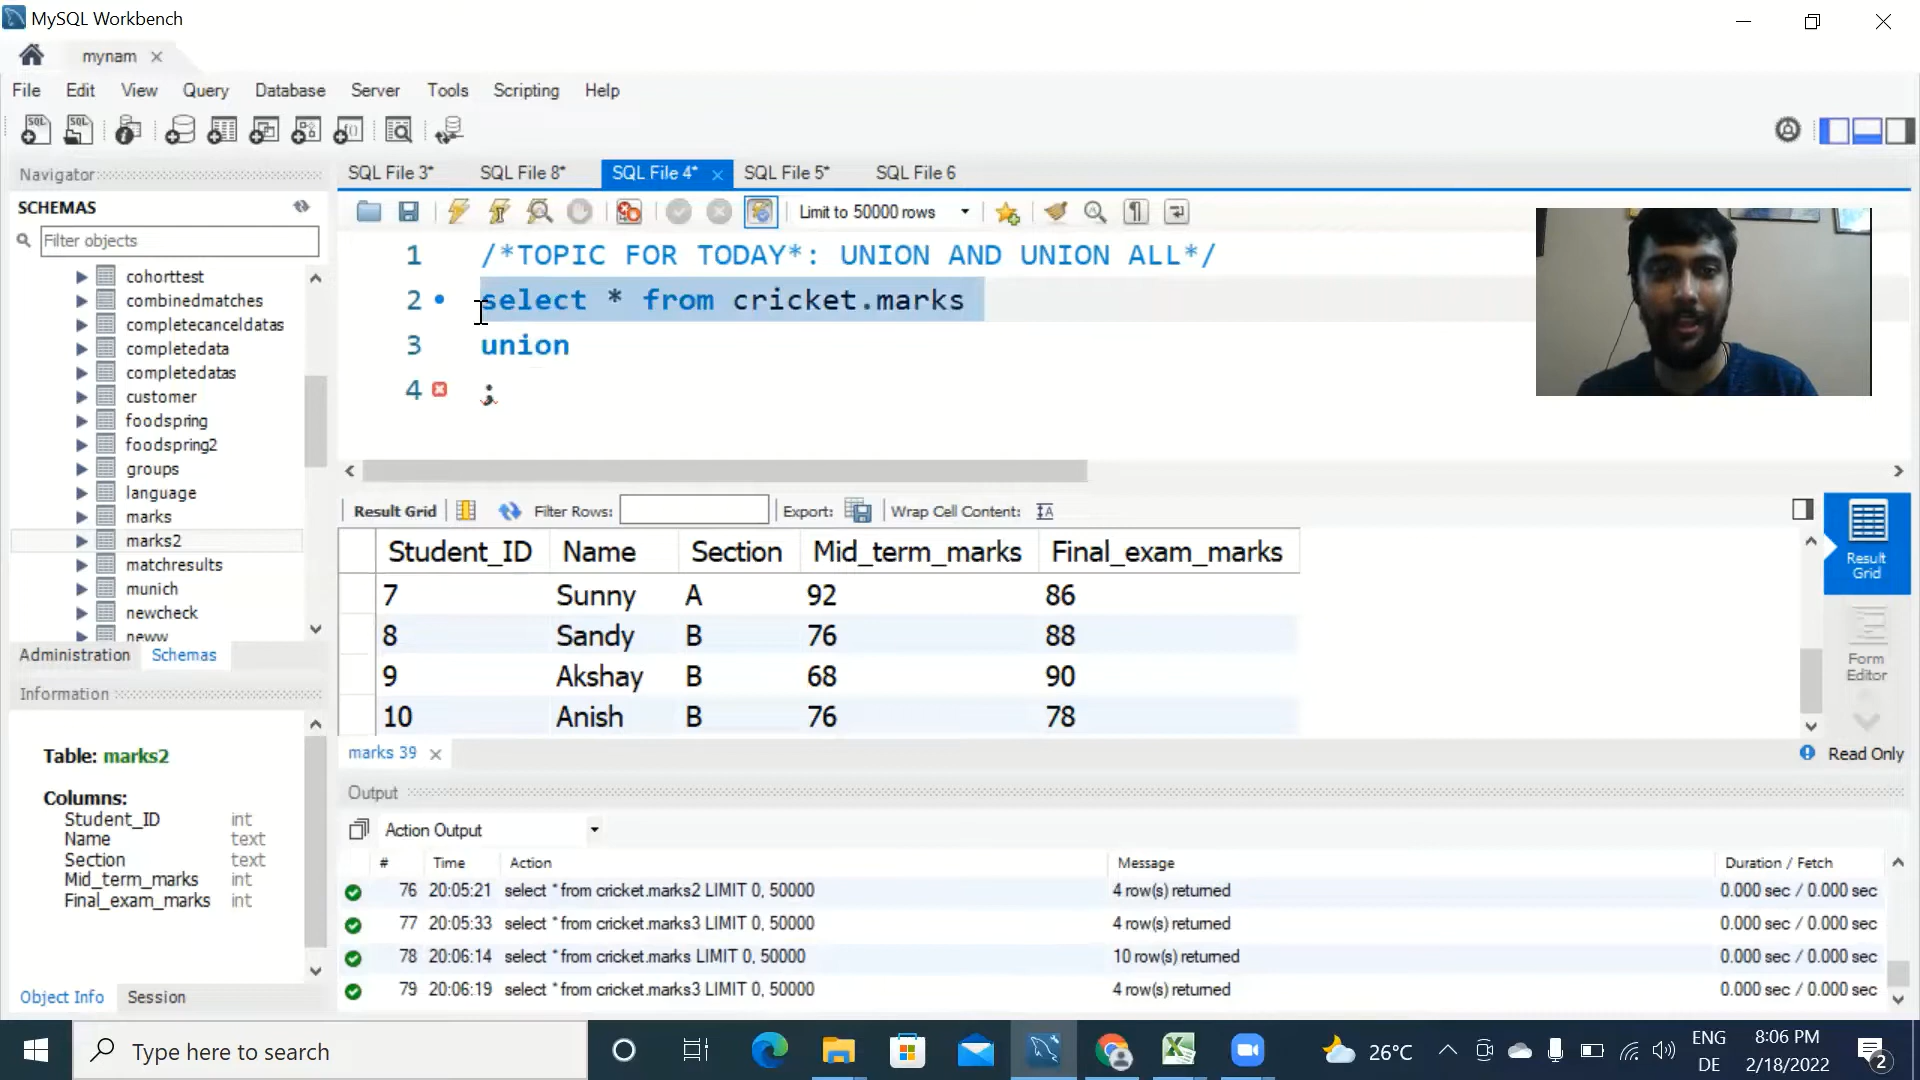 MySQL Workbench
mynam
File Edit View Query Database Server Tools Scripting Help
Navigator
SQL File 3* SQL File 8* SQL File 4* SQL File 5* SQL File 6
SCHEMAS
Limit to 50000 rows
Filter objects
cohorttest
combinedmatches
completecanceldatas
completedata
completedatas
customer
foodspring
foodspring2
groups
language
marks
marks2
matchresults
munich
newcheck
neww
1 /*TOPIC FOR TODAY*: UNION AND UNION ALL*/
2 select * from cricket.marks
3 union
4 ;
Result Grid Filter Rows: Export: Wrap Cell Content:
Student_ID Name Section Mid_term_marks Final_exam_marks
7 Sunny A 92 86
8 Sandy B 76 88
9 Akshay B 68 90
10 Anish B 76 78
Result
Grid
Form
Editor
marks 39
Read Only
Administration Schemas
Information
Table: marks2
Columns:
Student_ID int
Name text
Section text
Mid_term_marks int
Final_exam_marks int
Object Info Session
Output
Action Output
# Time Action Message Duration / Fetch
76 20:05:21 select * from cricket.marks2 LIMIT 0, 50000 4 row(s) returned 0.000 sec / 0.000 sec
77 20:05:33 select * from cricket.marks3 LIMIT 0, 50000 4 row(s) returned 0.000 sec / 0.000 sec
78 20:06:14 select * from cricket.marks LIMIT 0, 50000 10 row(s) returned 0.000 sec / 0.000 sec
79 20:06:19 select * from cricket.marks3 LIMIT 0, 50000 4 row(s) returned 0.000 sec / 0.000 sec
Type here to search
26°C
ENG
DE
8:06 PM
2/18/2022
2